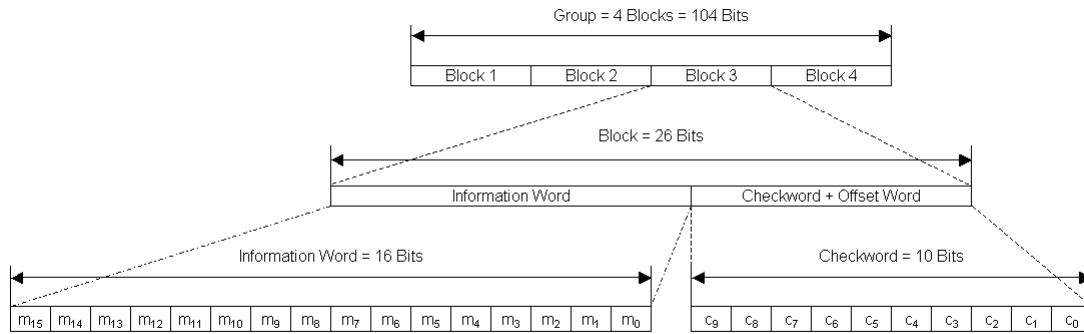 Group = 4 Blocks = 104 Bits
Block 1 Block 2 Block 3 Block 4
Block = 26 Bits
Information Word Checkword + Offset Word
Information Word = 16 Bits Checkword = 10 Bits
m15 m14 m13 m12 m11 m10 m9 m8 m7 m6 m5 m4 m3 m2 m1 m0 c9 c8 c7 c6 c5 c4 c3 c2 c1 c0